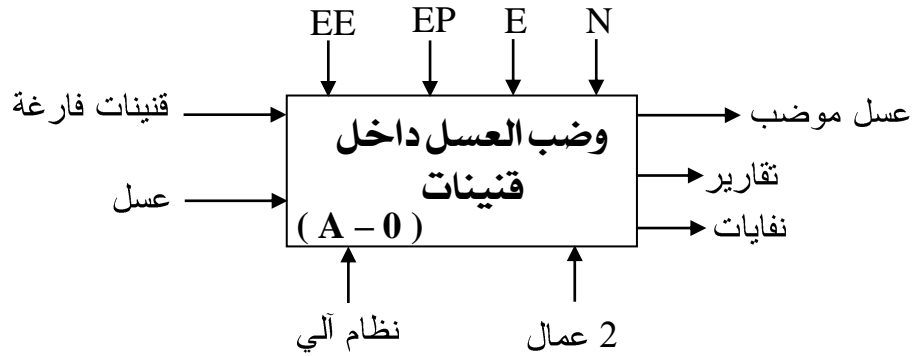 EE EP E N
قنينات فارغة
عسل
وضب العسل داخل
قنينات
( A – 0 )
عسل موضب
تقارير
نفايات
نظام آلي
2 عمال